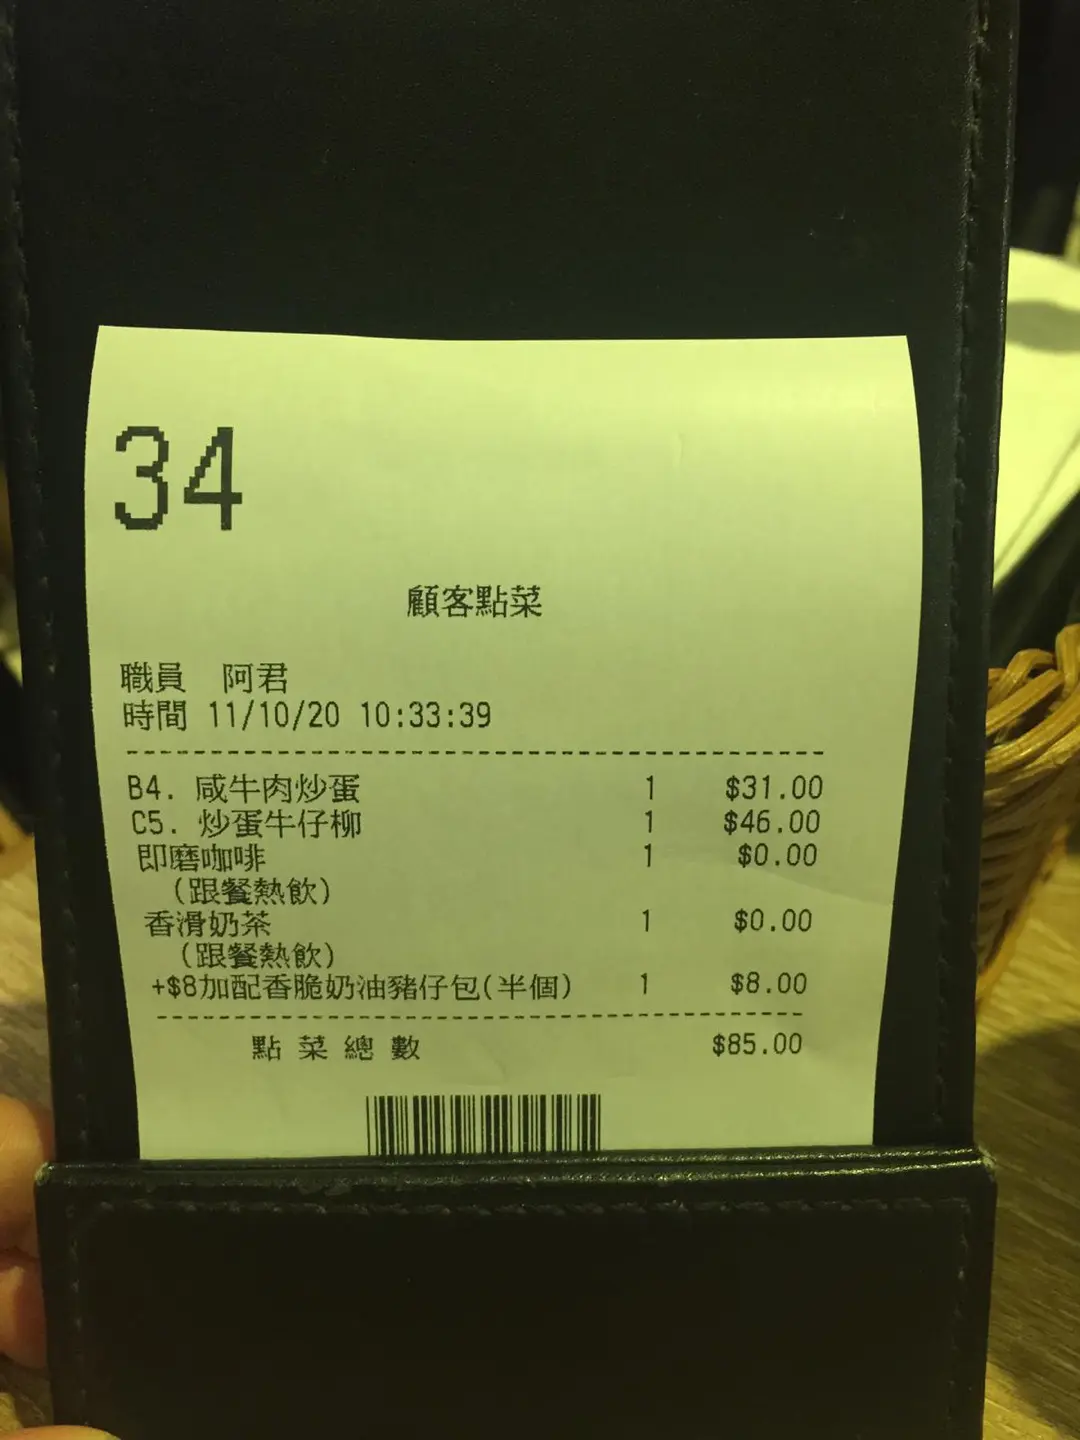 34
顧客點菜
職員 阿君
時間 11/10/20 10:33:39
B4. 咸牛肉炒蛋 1 $31.00
C5. 炒蛋牛仔柳 1 $46.00
即磨咖啡 1 $0.00
(跟餐熱飲)
香滑奶茶 1 $0.00
(跟餐熱飲)
+$8加配香脆奶油豬仔包(半個) 1 $8.00
點菜總數 $85.00